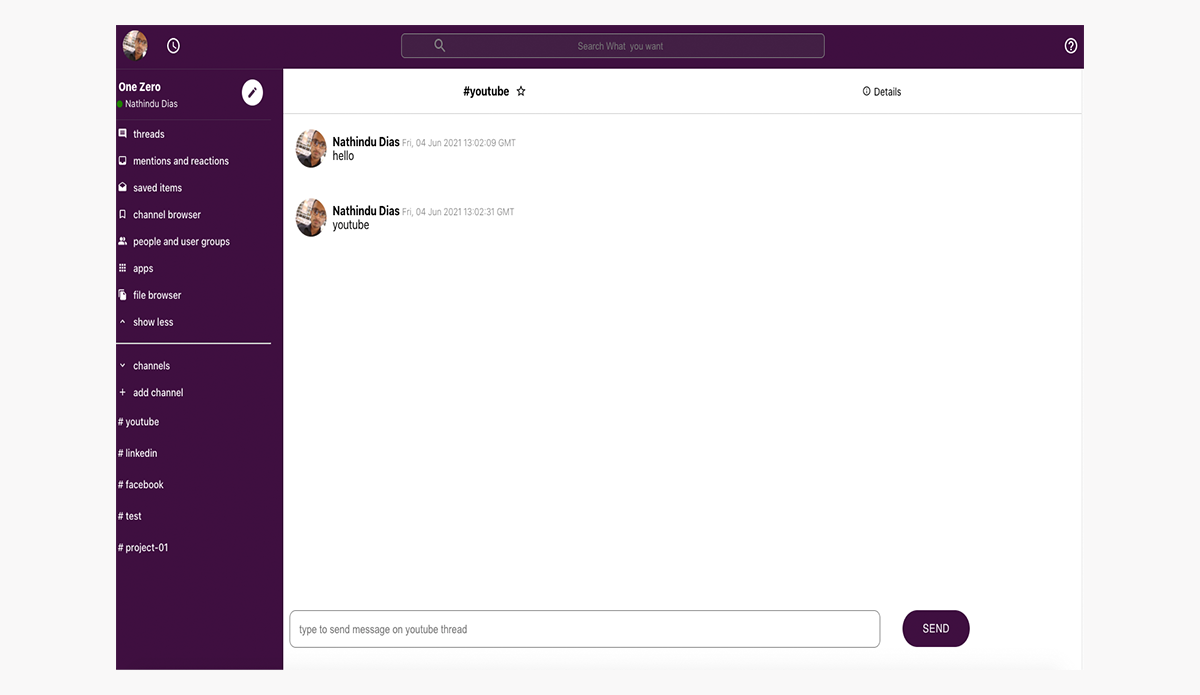 Search What you want
One Zero
Nathindu Dias
threads
mentions and reactions
saved items
channel browser
people and user groups
apps
file browser
show less
channels
+ add channel
# youtube
# linkedin
# facebook
# test
# project-01
#youtube
Details
Nathindu Dias Fri, 04 Jun 2021 13:02:09 GMT
hello
Nathindu Dias Fri, 04 Jun 2021 13:02:31 GMT
youtube
type to send message on youtube thread
SEND